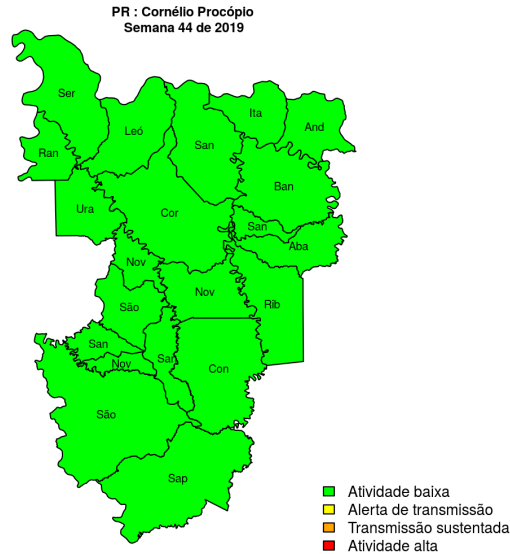 PR : Cornélio Procópio
Semana 44 de 2019
Ser
Leó
Ita
And
San
Ran
Ban
Ura
Cor
San
Aba
Nov
Nov
Rib
São
San
San
Nov
Con
São
Sap
Atividade baixa
Alerta de transmissão
Transmissão sustentada
Atividade alta